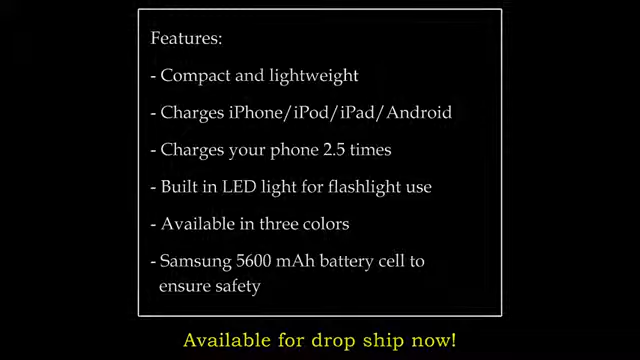 Features:
- Compact and lightweight
- Charges iPhone/iPod/iPad/Android
- Charges your phone 2.5 times
- Built in LED light for flashlight use
- Available in three colors
- Samsung 5600 mAh battery cell to
ensure safety
Available for drop ship now!